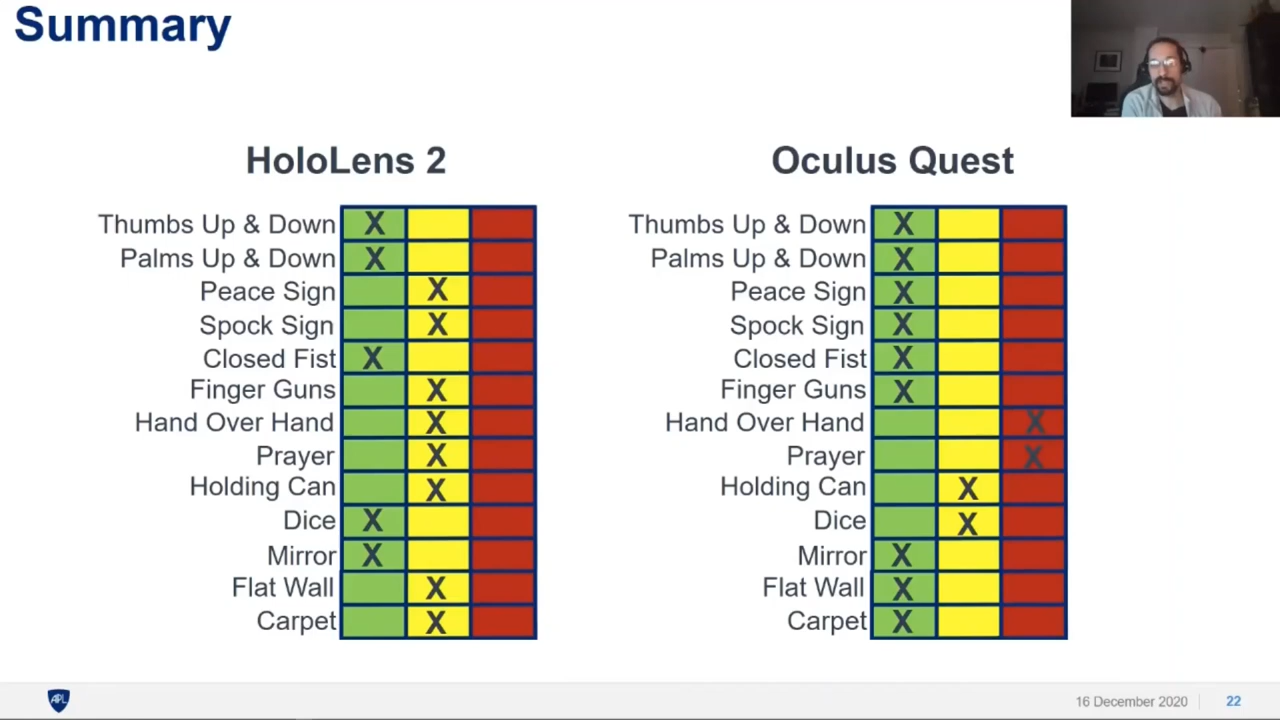 Summary
HoloLens 2
Thumbs Up & Down X
Palms Up & Down X
Peace Sign X
Spock Sign X
Closed Fist X
Finger Guns X
Hand Over Hand X
Prayer X
Holding Can X
Dice X
Mirror X
Flat Wall X
Carpet X
Oculus Quest
Thumbs Up & Down X
Palms Up & Down X
Peace Sign X
Spock Sign X
Closed Fist X
Finger Guns X
Hand Over Hand X
Prayer X
Holding Can X
Dice X
Mirror X
Flat Wall X
Carpet X
APL
16 December 2020
22